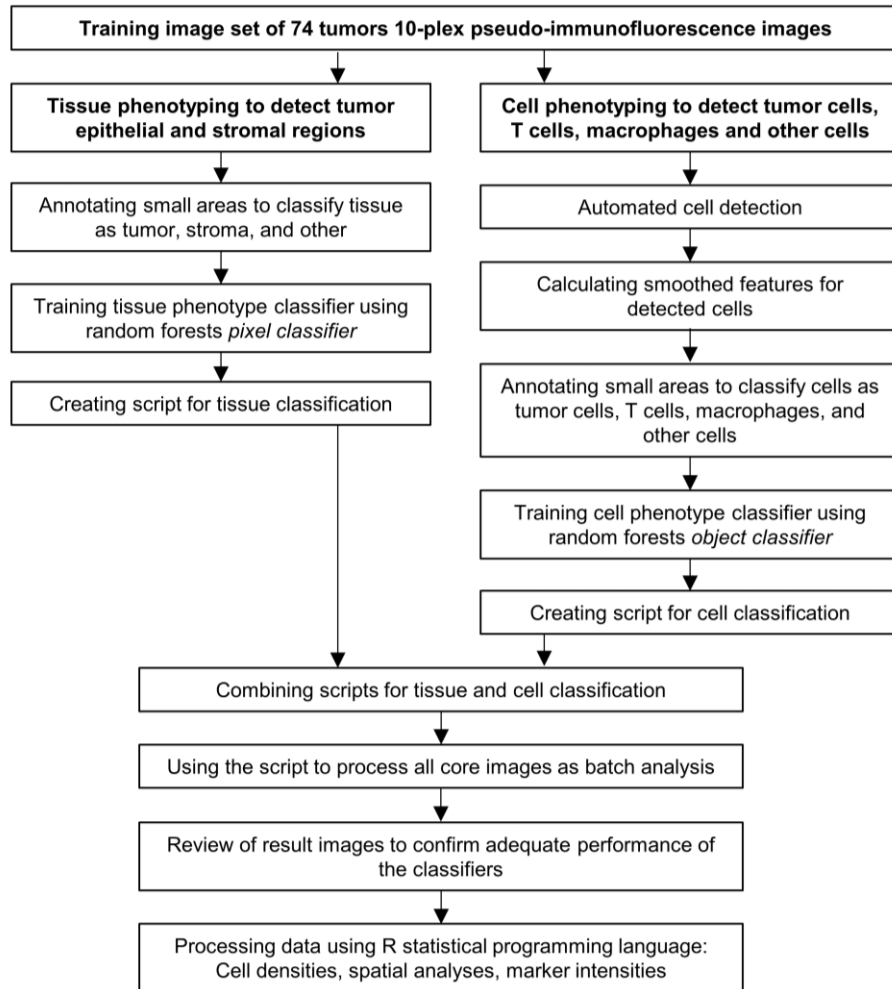 Training image set of 74 tumors 10-plex pseudo-immunofluorescence images
Tissue phenotyping to detect tumor
epithelial and stromal regions
Annotating small areas to classify tissue
as tumor, stroma, and other
Training tissue phenotype classifier using
random forests pixel classifier
Creating script for tissue classification
Cell phenotyping to detect tumor cells,
T cells, macrophages and other cells
Automated cell detection
Calculating smoothed features for
detected cells
Annotating small areas to classify cells as
tumor cells, T cells, macrophages, and
other cells
Training cell phenotype classifier using
random forests object classifier
Creating script for cell classification
Combining scripts for tissue and cell classification
Using the script to process all core images as batch analysis
Review of result images to confirm adequate performance of
the classifiers
Processing data using R statistical programming language:
Cell densities, spatial analyses, marker intensities